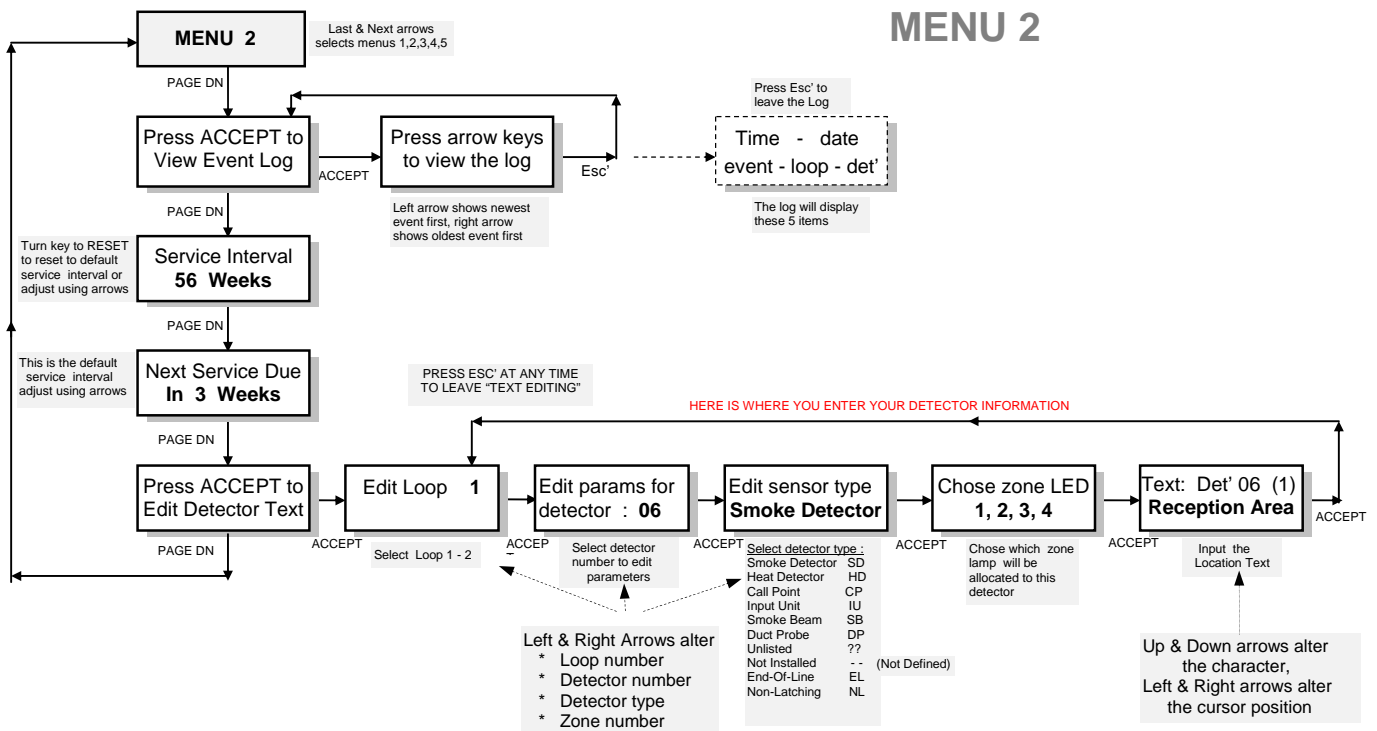 MENU 2
MENU 2
Last & Next arrows
selects menus 1,2,3,4,5
PAGE DN
Press ACCEPT to
View Event Log
ACCEPT
Press arrow keys
to view the log
Esc'
Left arrow shows newest
event first, right arrow
shows oldest event first
Press Esc' to
leave the Log
Time - date
event - loop - det'
The log will display
these 5 items
PAGE DN
Turn key to RESET
to reset to default
service interval or
adjust using arrows
Service Interval
56 Weeks
PAGE DN
This is the default
service interval
adjust using arrows
Next Service Due
In 3 Weeks
PAGE DN
PRESS ESC' AT ANY TIME
TO LEAVE “TEXT EDITING”
HERE IS WHERE YOU ENTER YOUR DETECTOR INFORMATION
Press ACCEPT to
Edit Detector Text
PAGE DN
ACCEPT
Edit Loop 1
Select Loop 1 - 2
ACCEP
Edit params for
detector : 06
Select detector
number to edit
parameters
ACCEPT
Edit sensor type
Smoke Detector
Select detector type :
Smoke Detector SD
Heat Detector HD
Call Point CP
Input Unit IU
Smoke Beam SB
Duct Probe DP
Unlisted ??
Not Installed - - (Not Defined)
End-Of-Line EL
Non-Latching NL
ACCEPT
Chose zone LED
1, 2, 3, 4
Chose which zone
lamp will be
allocated to this
detector
ACCEPT
Text: Det' 06 (1)
Reception Area
ACCEPT
Input the
Location Text
Left & Right Arrows alter
* Loop number
* Detector number
* Detector type
* Zone number
Up & Down arrows alter
the character,
Left & Right arrows alter
the cursor position